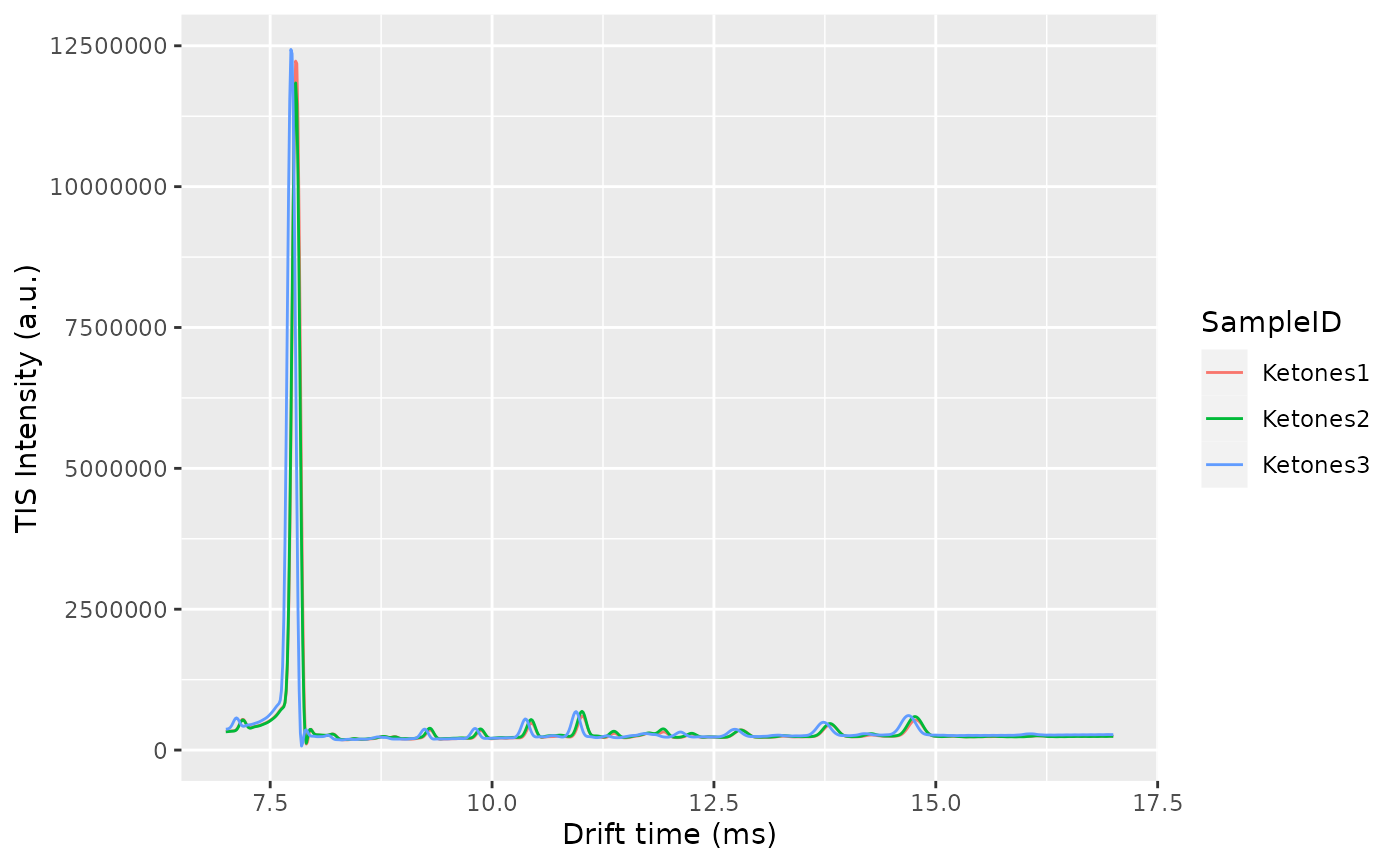 TIS Intensity (a.u.)
12500000
10000000
7500000
5000000
2500000
0
7.5 10.0 12.5 15.0 17.5
Drift time (ms)
SampleID
Ketones1
Ketones2
Ketones3